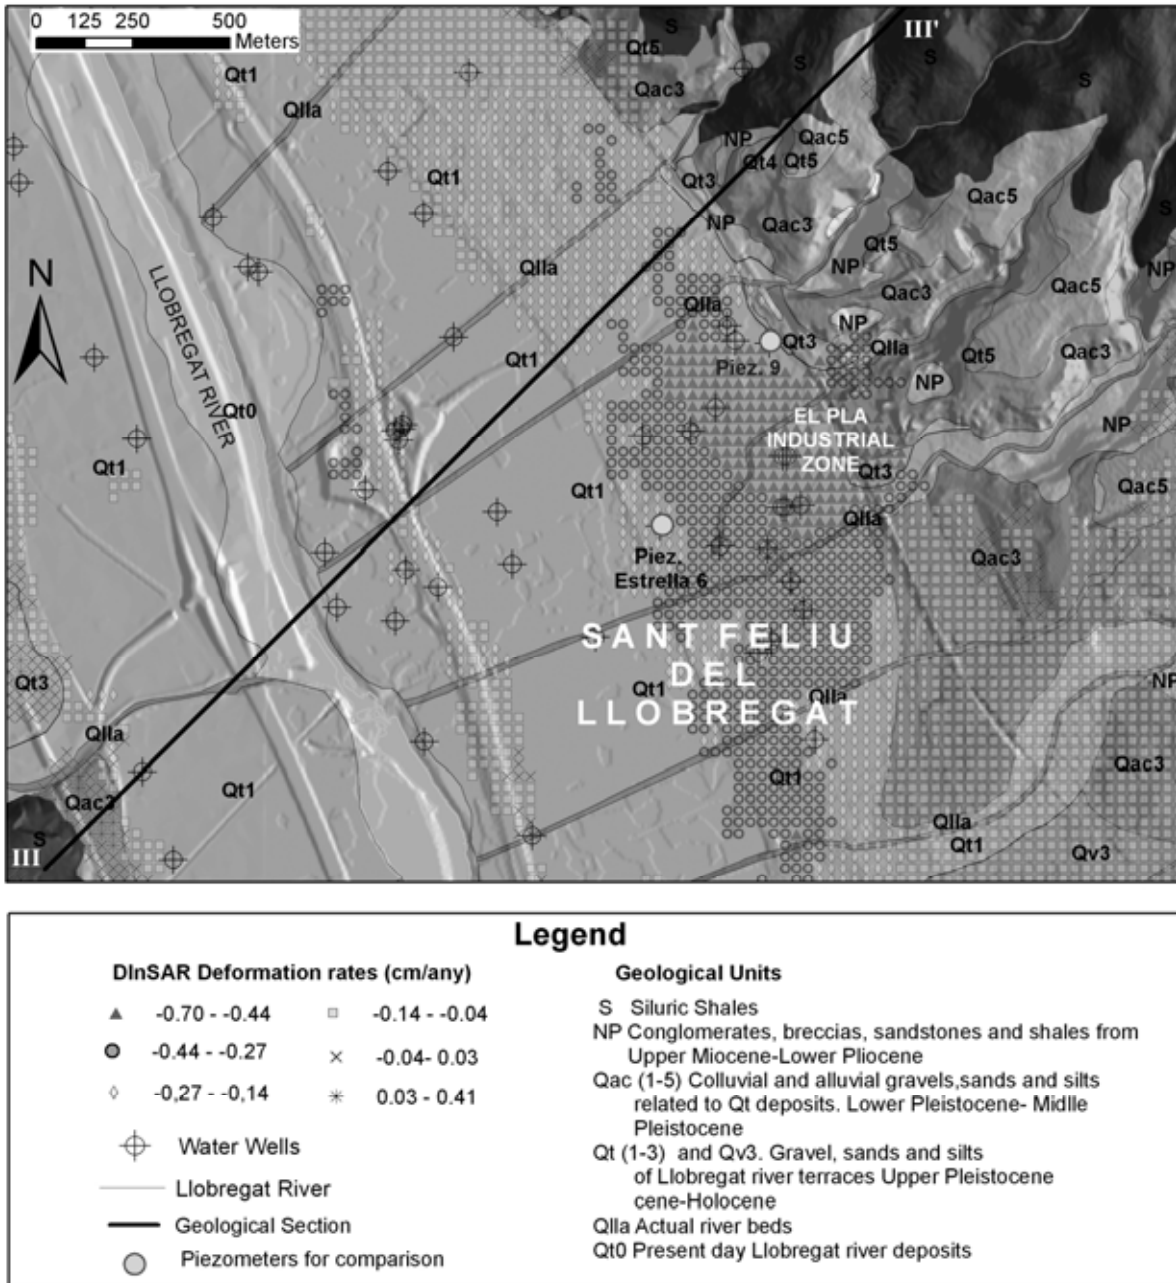 0 125 250 500
Meters
III'
S
Qt5
S
S
S
Qt1
Qac3
Qlla
NP
Qac5
Qt4
Qt5
Qt1
Qt3
Qac5
S
NP
Qac3
Qt5
N
Qlla
NP
NP
Qac3
Qac5
LLOBREGAT RIVER
Qlla
NP
Qt3
Qlla
Qt5
Qac3
Qt1
Piez. 9
NP
Qt0
EL PLA
INDUSTRIAL
ZONE
NP
Qt1
Qlla
Qt3
Qt1
Qac5
Qlla
Piez.
Estrella 6
Qac3
SANT FELIU
DEL
LLOBREGAT
Qt3
Qt1
Qlla
NP
Qlla
Qt1
Qac3
Qac3
Qt1
S
Qlla
Qt1
III
Qv3
Legend
DInSAR Deformation rates (cm/any)
-0.70 - -0.44
-0.14 - -0.04
-0.44 - -0.27
-0.04- 0.03
-0,27 - -0,14
0.03 - 0.41
Water Wells
Llobregat River
Geological Section
Piezometers for comparison
Geological Units
S Siluric Shales
NP Conglomerates, breccias, sandstones and shales from
Upper Miocene-Lower Pliocene
Qac (1-5) Colluvial and alluvial gravels,sands and silts
related to Qt deposits. Lower Pleistocene- Midlle
Pleistocene
Qt (1-3) and Qv3. Gravel, sands and silts
of Llobregat river terraces Upper Pleistocene
cene-Holocene
Qlla Actual river beds
Qt0 Present day Llobregat river deposits